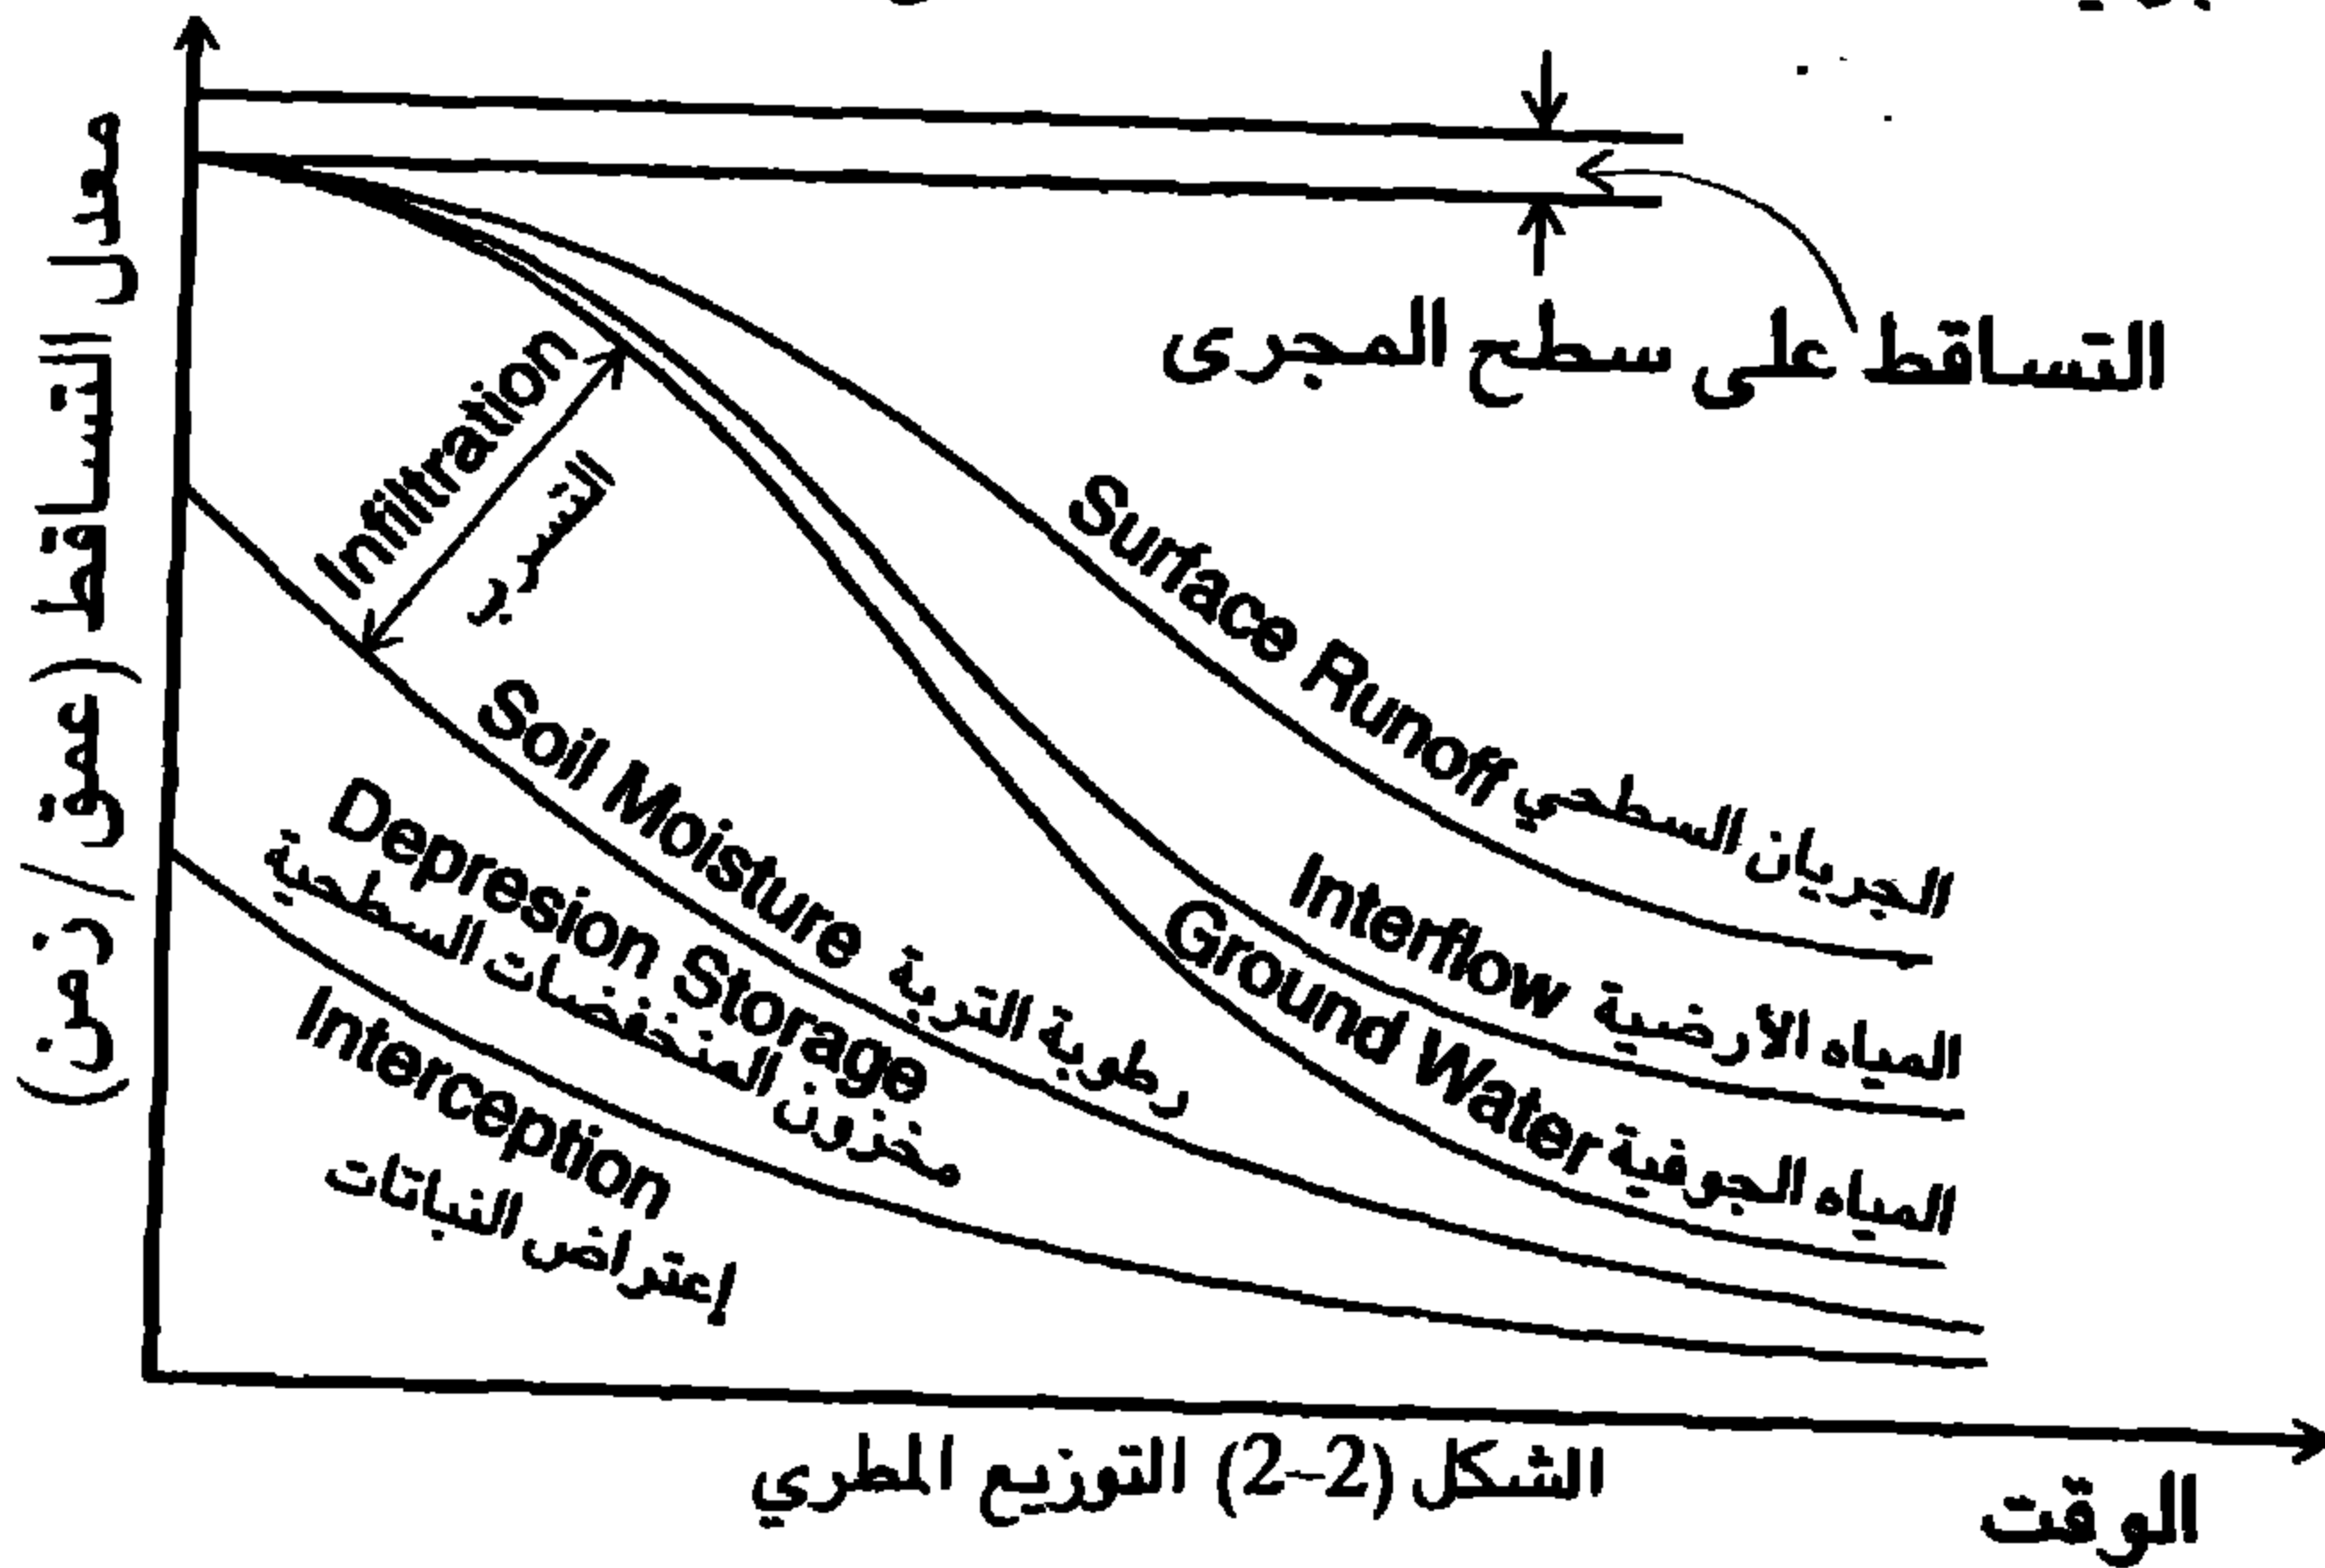 معدل التساقط (عمق / وقت)
التساقط على سطح المجرى
Infiltration
التسرب
Surface Runoff الجريان السطحي
Interflow المياه الأرضية
Ground Water المياه الجوفية
Soil Moisture رطوبة التربة
Depresion Storage
مخزون المنخفضات السطحية
Interception
إعتراض النباتات
الوقت
الشكل (2-2) التوزيع المطري